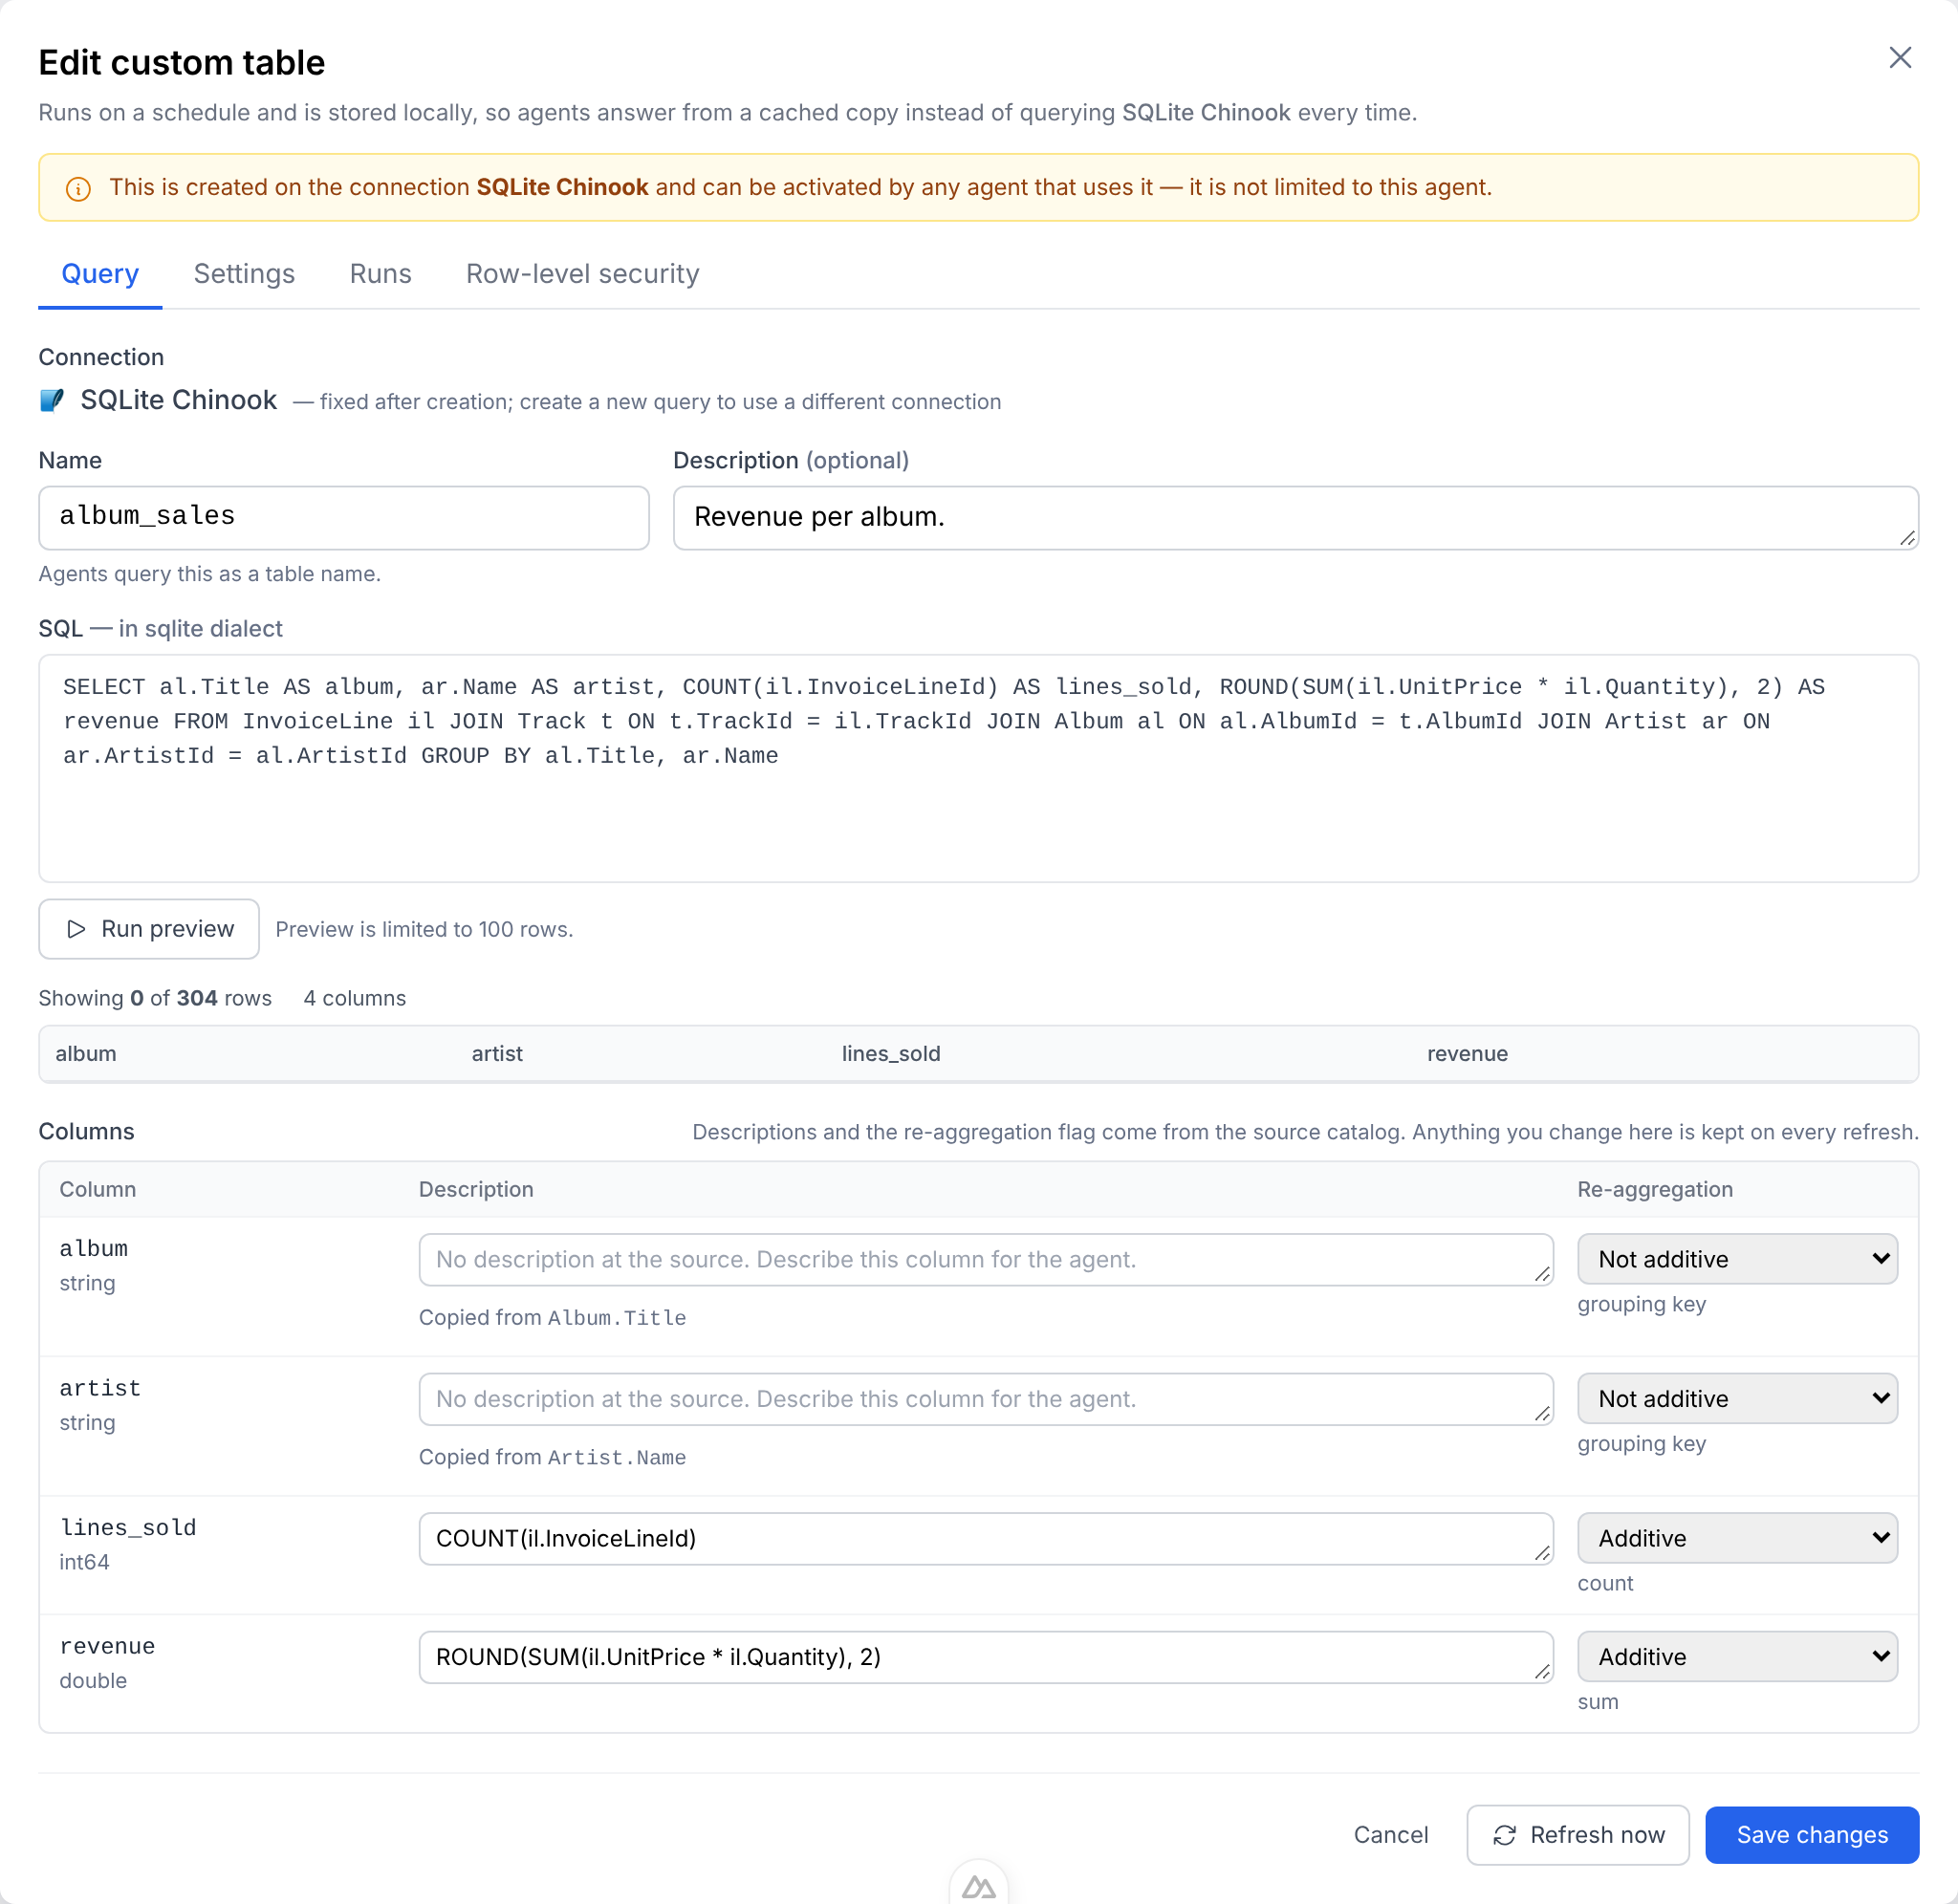 Edit custom table
Runs on a schedule and is stored locally, so agents answer from a cached copy instead of querying SQLite Chinook every time.
This is created on the connection SQLite Chinook and can be activated by any agent that uses it — it is not limited to this agent.
Query Settings Runs Row-level security
Connection
SQLite Chinook — fixed after creation; create a new query to use a different connection
Name Description (optional)
album_sales Revenue per album.
Agents query this as a table name.
SQL — in sqlite dialect
SELECT al.Title AS album, ar.Name AS artist, COUNT(il.InvoiceLineId) AS lines_sold, ROUND(SUM(il.UnitPrice * il.Quantity), 2) AS
revenue FROM InvoiceLine il JOIN Track t ON t.TrackId = il.TrackId JOIN Album al ON al.AlbumId = t.AlbumId JOIN Artist ar ON
ar.ArtistId = al.ArtistId GROUP BY al.Title, ar.Name
Run preview Preview is limited to 100 rows.
Showing 0 of 304 rows 4 columns
album artist lines_sold revenue
Columns Descriptions and the re-aggregation flag come from the source catalog. Anything you change here is kept on every refresh.
Column Description Re-aggregation
album No description at the source. Describe this column for the agent. Not additive
string Copied from Album.Title grouping key
artist No description at the source. Describe this column for the agent. Not additive
string Copied from Artist.Name grouping key
lines_sold COUNT(il.InvoiceLineId) Additive
int64 count
revenue ROUND(SUM(il.UnitPrice * il.Quantity), 2) Additive
double sum
Cancel Refresh now Save changes